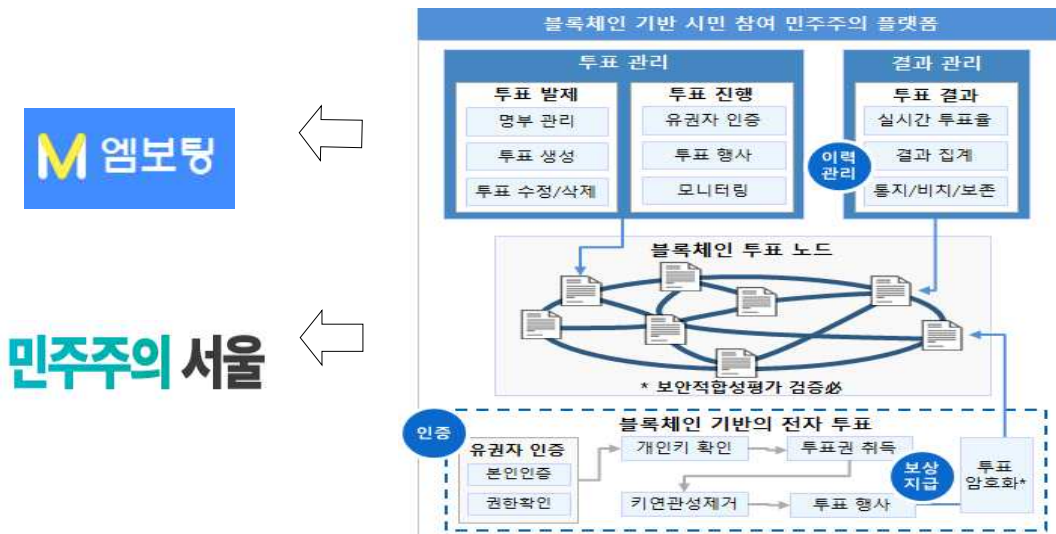 엠보팅
민주주의 서울
블록체인 기반 시민 참여 민주주의 플랫폼
투표 관리
투표 발제
명부 관리
투표 생성
투표 수정/삭제
투표 진행
유권자 인증
투표 행사
모니터링
이력
관리
결과 관리
투표 결과
실시간 투표율
결과 집계
통지/비치/보존
블록체인 투표 노드
* 보안적합성평가 검증必
인증
블록체인 기반의 전자 투표
유권자 인증
본인인증
권한확인
개인키 확인
투표권 취득
키연관성제거
투표 행사
보상
지급
투표
암호화*